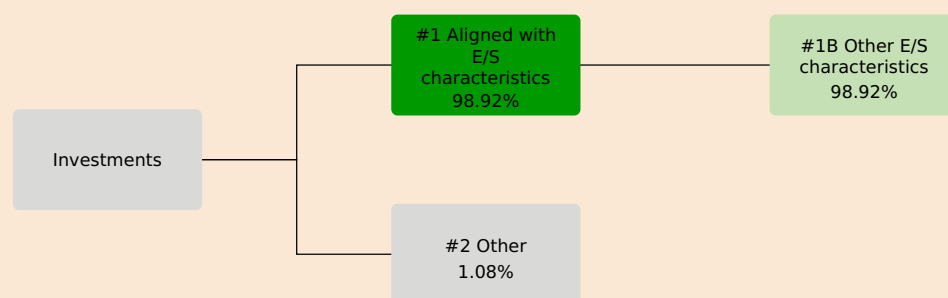 #1 Aligned with
E/S
characteristics
98.92%
#1B Other E/S
characteristics
98.92%
Investments
#2 Other
1.08%